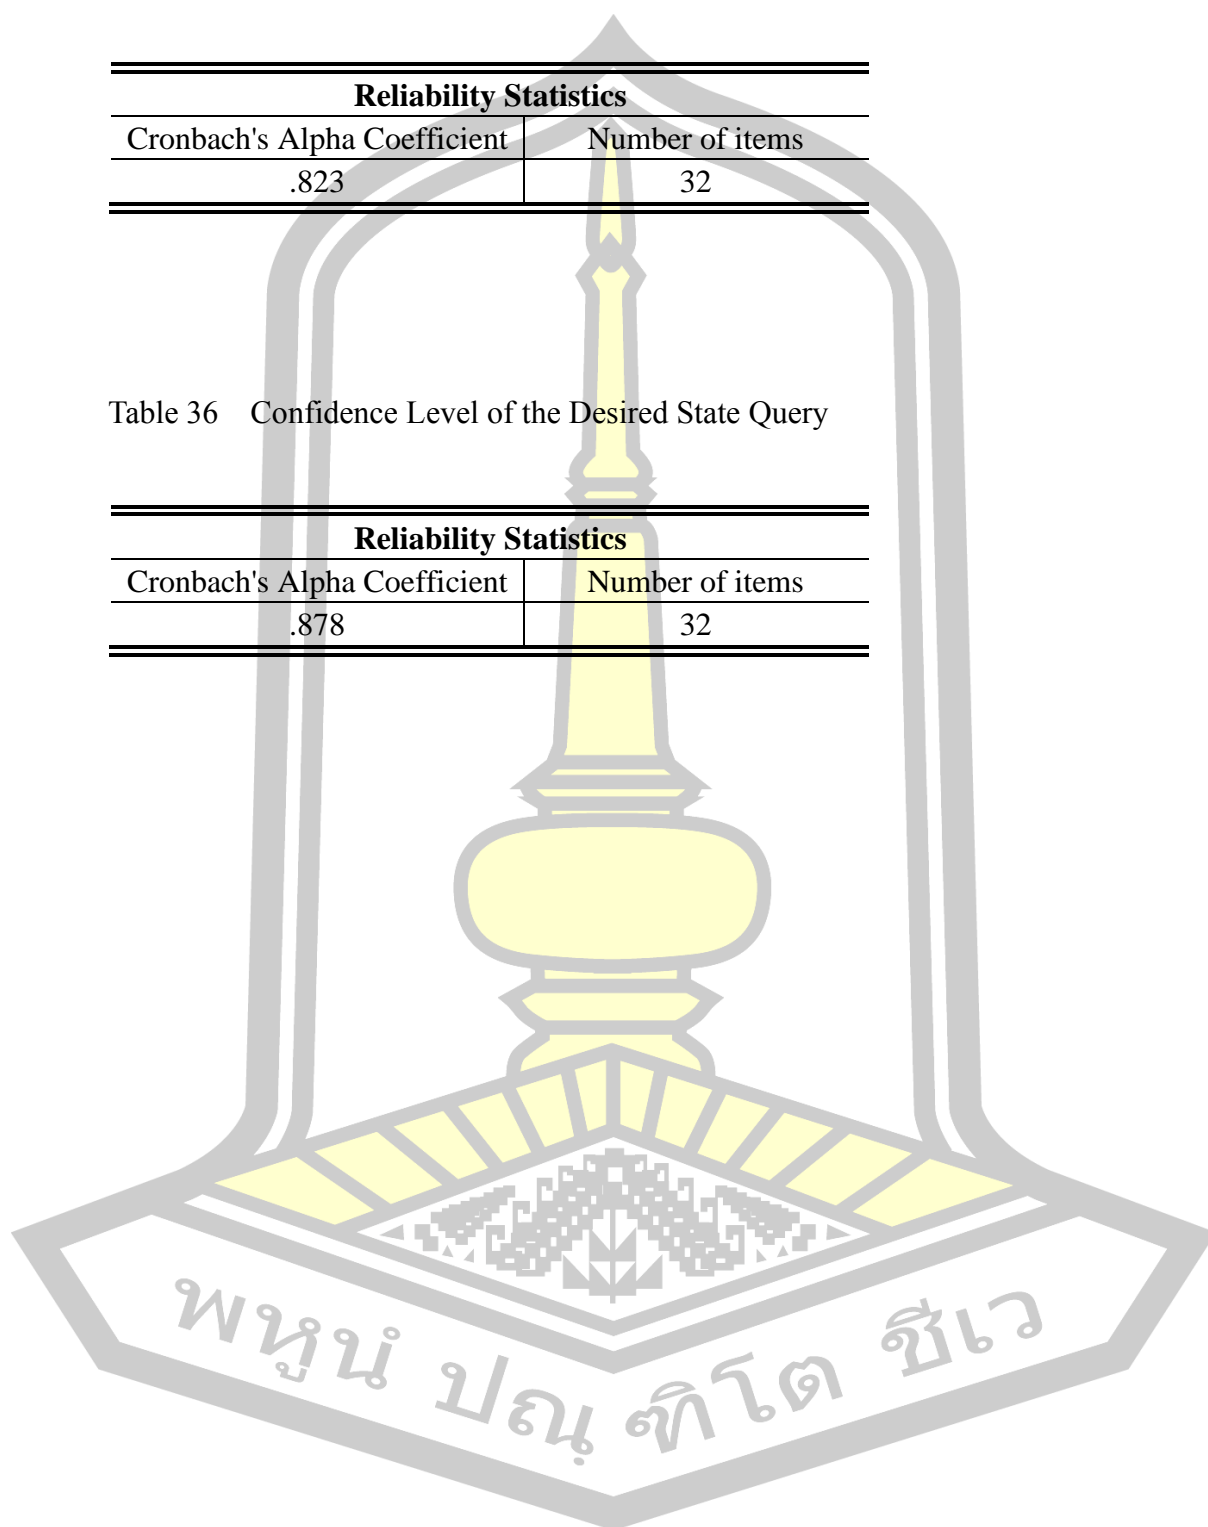 Reliability Statistics
Cronbach's Alpha Coefficient Number of items
.823 32
Table 36 Confidence Level of the Desired State Query
Reliability Statistics
Cronbach's Alpha Coefficient Number of items
.878 32
พหูนํ ปณฺฑิโต ชีเว